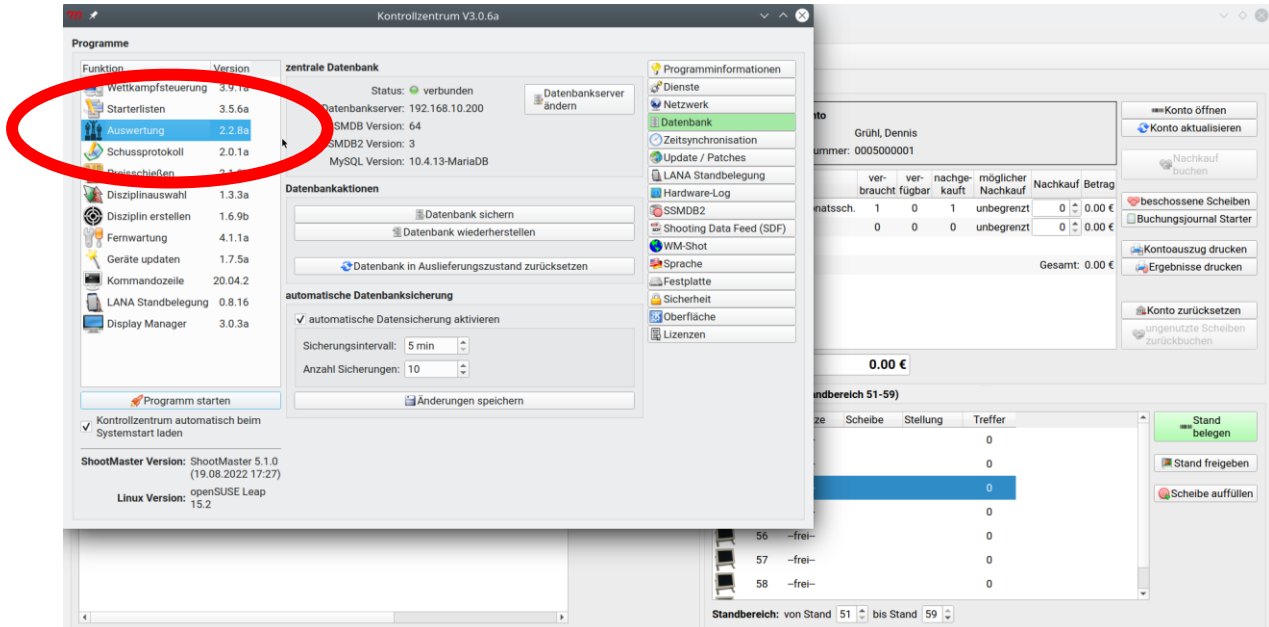 Kontrollzentrum V3.0.6a
Programme
Funktion Version
Wettkampfsteuerung 3.9.1a
Starterlisten 3.5.6a
Auswertung 2.2.8a
Schussprotokoll 2.0.1a
Preisschießen
Disziplinauswahl 1.3.3a
Disziplin erstellen 1.6.9b
Fernwartung 4.1.1a
Geräte updaten 1.7.5a
Kommandozeile 20.04.2
LANA Standbelegung 0.8.16
Display Manager 3.0.3a
Programm starten
Kontrollzentrum automatisch beim
Systemstart laden
ShootMaster Version: ShootMaster 5.1.0
(19.08.2022 17:27)
Linux Version: openSUSE Leap
15.2
zentrale Datenbank
Status: verbunden
Datenbankserver: 192.168.10.200
SMDB Version: 64
SMDB2 Version: 3
MySQL Version: 10.4.13-MariaDB
Datenbankserver
ändern
Datenbankaktionen
Datenbank sichern
Datenbank wiederherstellen
Datenbank in Auslieferungszustand zurücksetzen
automatische Datenbanksicherung
automatische Datensicherung aktivieren
Sicherungsintervall: 5 min
Anzahl Sicherungen: 10
Änderungen speichern
Programminformationen
Dienste
Netzwerk
Datenbank
Zeitsynchronisation
Update / Patches
LANA Standbelegung
Hardware-Log
SSMDB2
Shooting Data Feed (SDF)
WM-Shot
Sprache
Festplatte
Sicherheit
Oberfläche
Lizenzen
nto
Grühl, Dennis
ummer: 0005000001
ver-
braucht
ver-
fügbar
nachge-
kauft
möglicher
Nachkauf
Nachkauf Betrag
onatssch. 1 0 1 unbegrenzt 0 0.00 €
0 0 0 unbegrenzt 0 0.00 €
Gesamt: 0.00 €
0.00 €
Konto öffnen
Konto aktualisieren
Nachkauf
buchen
beschossene Scheiben
Buchungsjournal Starter
Kontoauszug drucken
Ergebnisse drucken
Konto zurücksetzen
ungenutzte Scheiben
zurückbuchen
ndbereich 51-59)
ze Scheibe Stellung Treffer
0
0
0
0
56 --frei-- 0
57 --frei-- 0
58 --frei-- 0
Stand
belegen
Stand freigeben
Scheibe auffüllen
Standbereich: von Stand 51 bis Stand 59